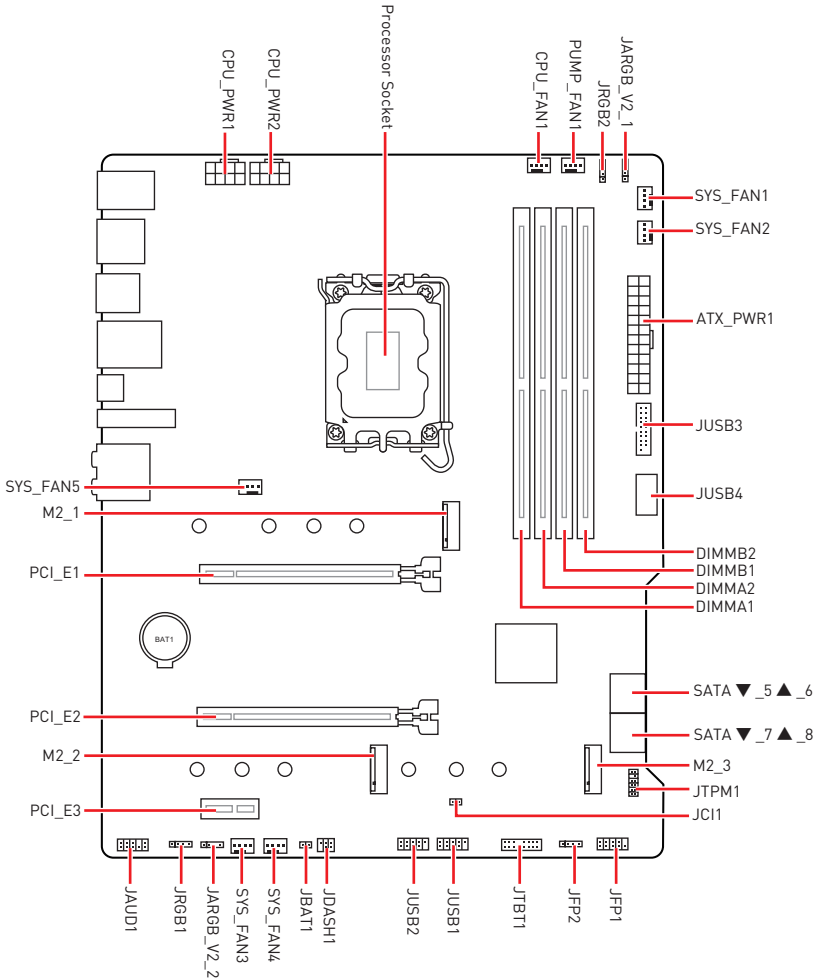 Processor Socket
CPU_PWR1
CPU_PWR2
CPU_FAN1
PUMP_FAN1
JRGB2
JARGB_V2_1
SYS_FAN1
SYS_FAN2
ATX_PWR1
JUSB3
JUSB4
SYS_FAN5
M2_1
DIMMB2
DIMMB1
DIMMA2
DIMMA1
PCI_E1
BAT1
SATA ▼ _5 ▲ _6
PCI_E2
SATA ▼ _7 ▲ _8
M2_2
M2_3
JTPM1
PCI_E3
JCI1
JAUD1
JRGB1
JARGB_V2_2
SYS_FAN3
SYS_FAN4
JBAT1
JDASH1
JUSB2
JUSB1
JTBT1
JFP2
JFP1